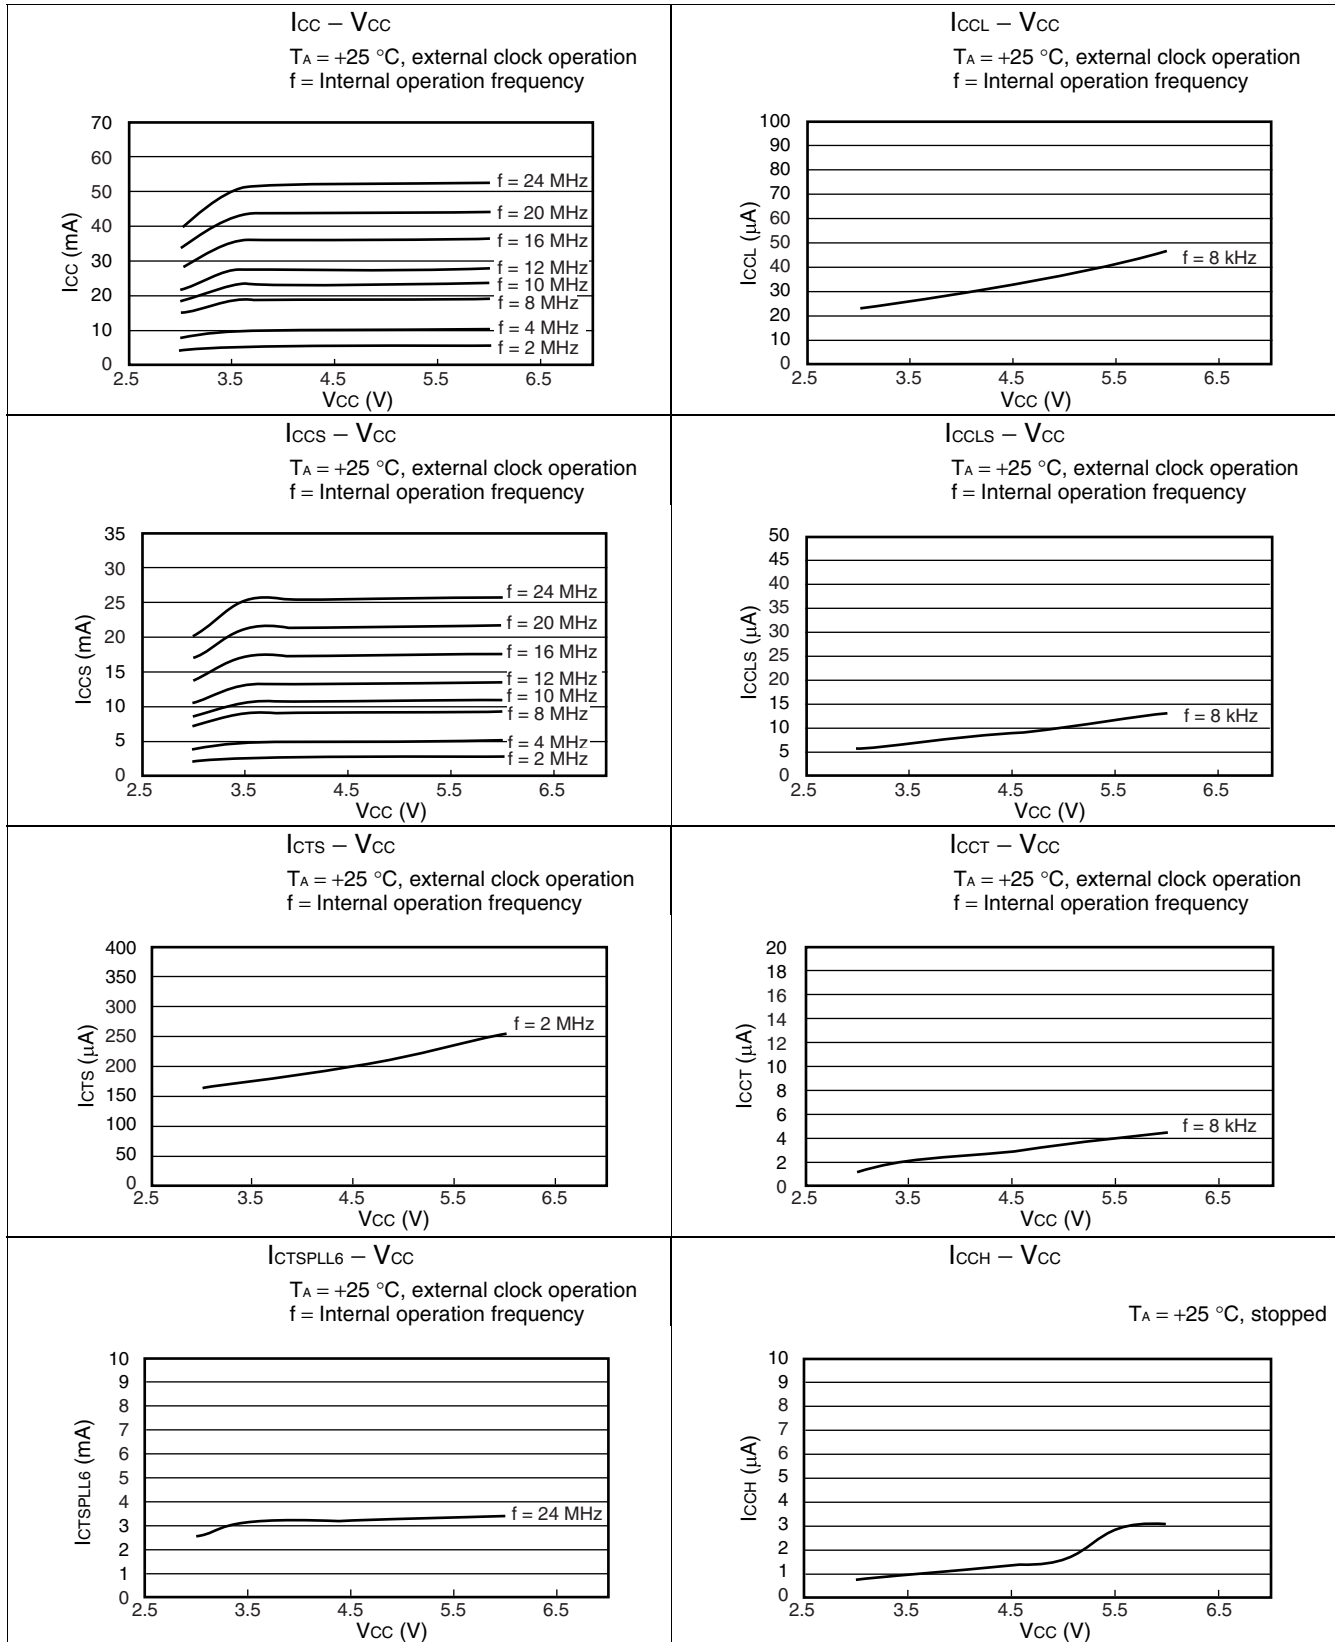 ICC – VCC
TA = +25 °C, external clock operation
f = Internal operation frequency
70
60
50
40
30
20
10
0
ICC (mA)
f = 24 MHz
f = 20 MHz
f = 16 MHz
f = 12 MHz
f = 10 MHz
f = 8 MHz
f = 4 MHz
f = 2 MHz
2.5 3.5 4.5 5.5 6.5
VCC (V)
ICCL – VCC
TA = +25 °C, external clock operation
f = Internal operation frequency
100
90
80
70
60
50
40
30
20
10
0
ICCL (µA)
f = 8 kHz
2.5 3.5 4.5 5.5 6.5
VCC (V)
ICCS – VCC
TA = +25 °C, external clock operation
f = Internal operation frequency
35
30
25
20
15
10
5
0
ICCS (mA)
f = 24 MHz
f = 20 MHz
f = 16 MHz
f = 12 MHz
f = 10 MHz
f = 8 MHz
f = 4 MHz
f = 2 MHz
2.5 3.5 4.5 5.5 6.5
VCC (V)
ICCLS – VCC
TA = +25 °C, external clock operation
f = Internal operation frequency
50
45
40
35
30
25
20
15
10
5
0
ICCLS (µA)
f = 8 kHz
2.5 3.5 4.5 5.5 6.5
VCC (V)
ICTS – VCC
TA = +25 °C, external clock operation
f = Internal operation frequency
400
350
300
250
200
150
100
50
0
ICTS (µA)
f = 2 MHz
2.5 3.5 4.5 5.5 6.5
VCC (V)
ICCT – VCC
TA = +25 °C, external clock operation
f = Internal operation frequency
20
18
16
14
12
10
8
6
4
2
0
ICCT (µA)
f = 8 kHz
2.5 3.5 4.5 5.5 6.5
VCC (V)
ICTSPLL6 – VCC
TA = +25 °C, external clock operation
f = Internal operation frequency
10
9
8
7
6
5
4
3
2
1
0
ICTSPLL6 (mA)
f = 24 MHz
2.5 3.5 4.5 5.5 6.5
VCC (V)
ICCH – VCC
TA = +25 °C, stopped
10
9
8
7
6
5
4
3
2
1
0
ICCH (µA)
2.5 3.5 4.5 5.5 6.5
VCC (V)